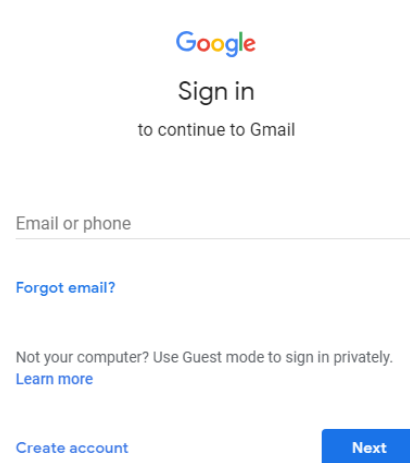 Google
Sign in
to continue to Gmail
Email or phone
Forgot email?
Not your computer? Use Guest mode to sign in privately.
Learn more
Create account
Next